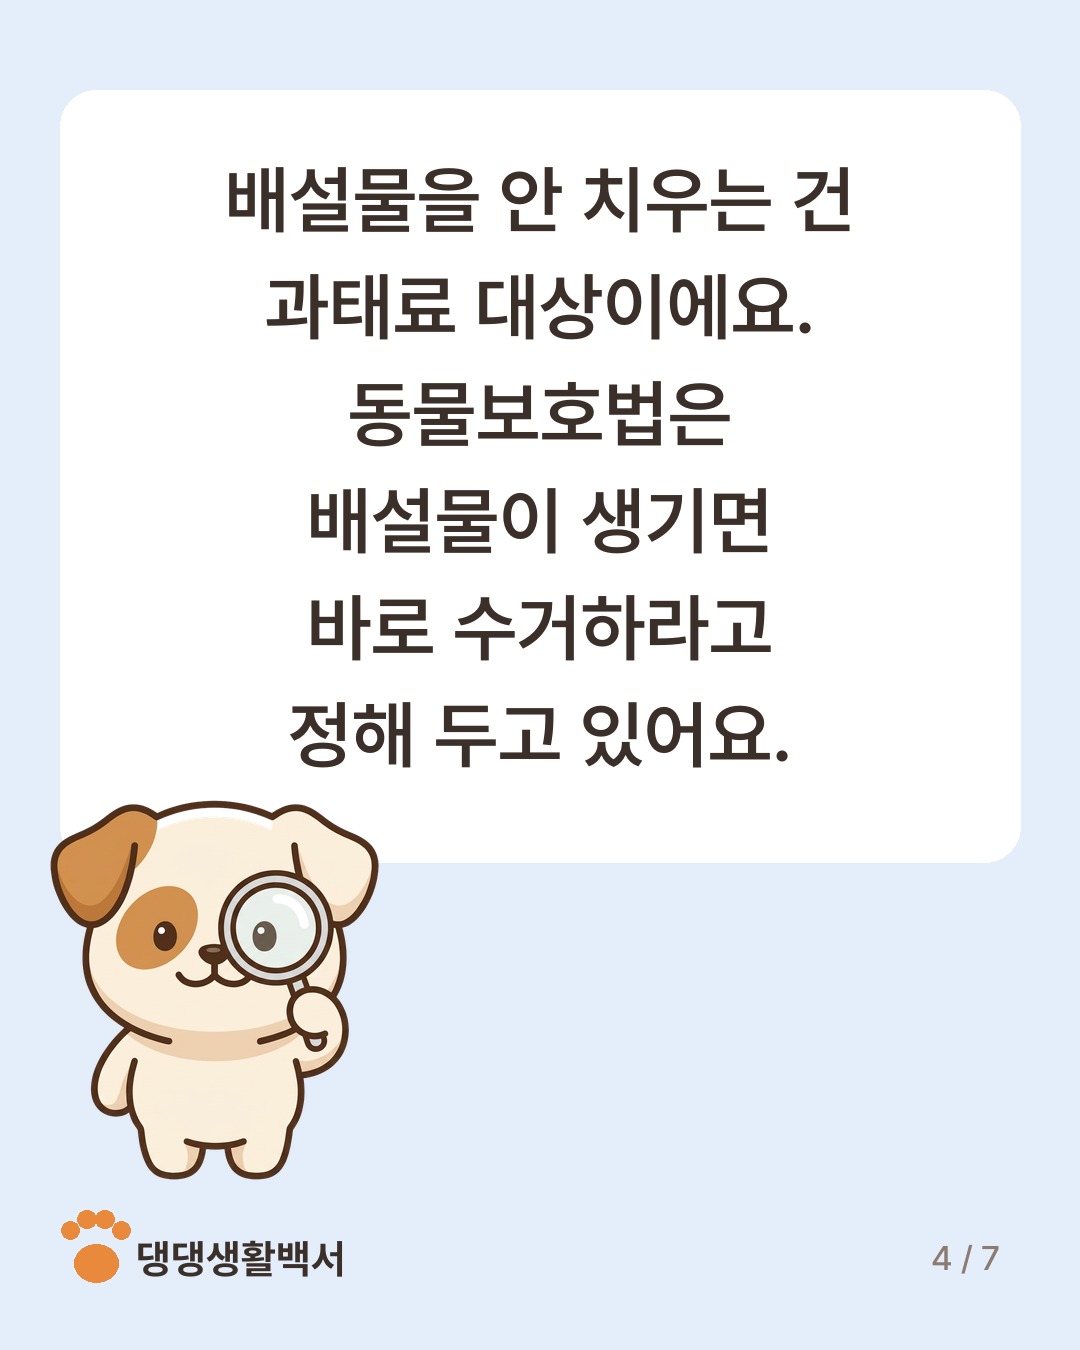 배설물을 안 치우는 건
과태료 대상이에요.
동물보호법은
배설물이 생기면
바로 수거하라고
정해 두고 있어요.
댕댕생활백서
4 / 7